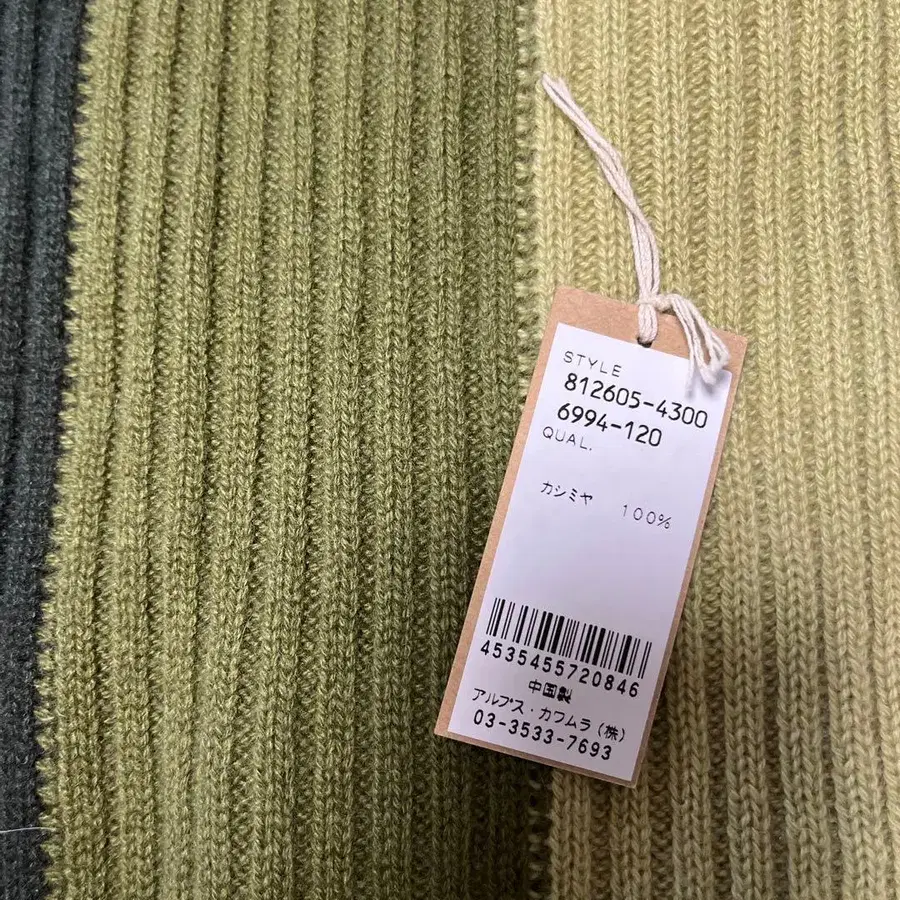 STYLE
812605-4300
6994-120
QUAL.
カシミヤ 100%
4535455720846
中国製
アルプス・カワムラ（株）
03-3533-7693